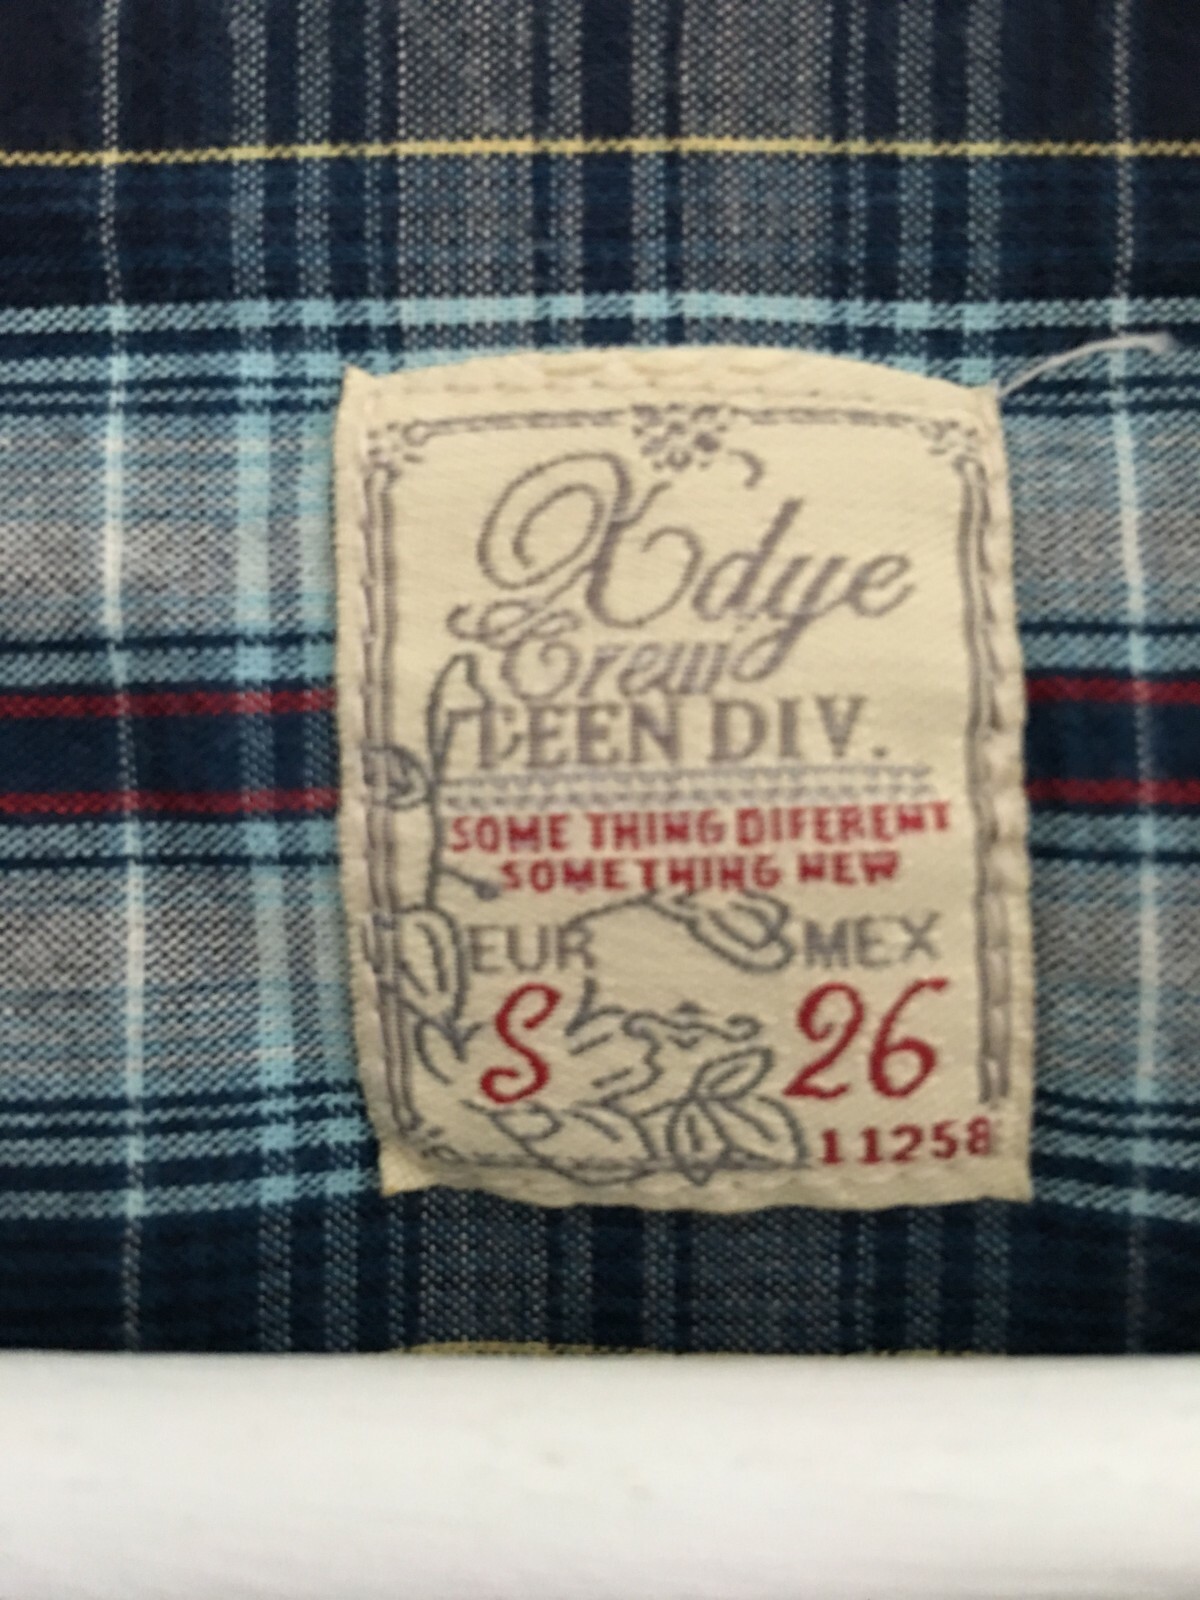 Xdye
Crew
TEEN DIV.
SOME THING DIFERENT
SOMETHING NEW
EUR MEX
S 26
11258